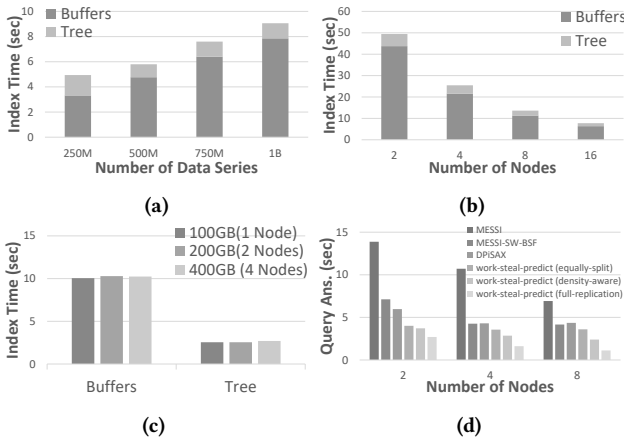 Index Time (sec)
10
8
6
4
2
0
Buffers
Tree
250M 500M 750M 1B
Number of Data Series
(a)
Index Time (sec)
60
50
40
30
20
10
0
Buffers
Tree
2 4 8 16
Number of Nodes
(b)
Index Time (sec)
15
10
5
0
100GB(1 Node)
200GB(2 Nodes)
400GB (4 Nodes)
Buffers Tree
(c)
Query Ans. (sec)
15
10
5
0
MESSI
MESSI-SW-BSF
DPiSAX
work-steal-predict (equally-split)
work-steal-predict (density-aware)
work-steal-predict (full-replication)
2 4 8
Number of Nodes
(d)